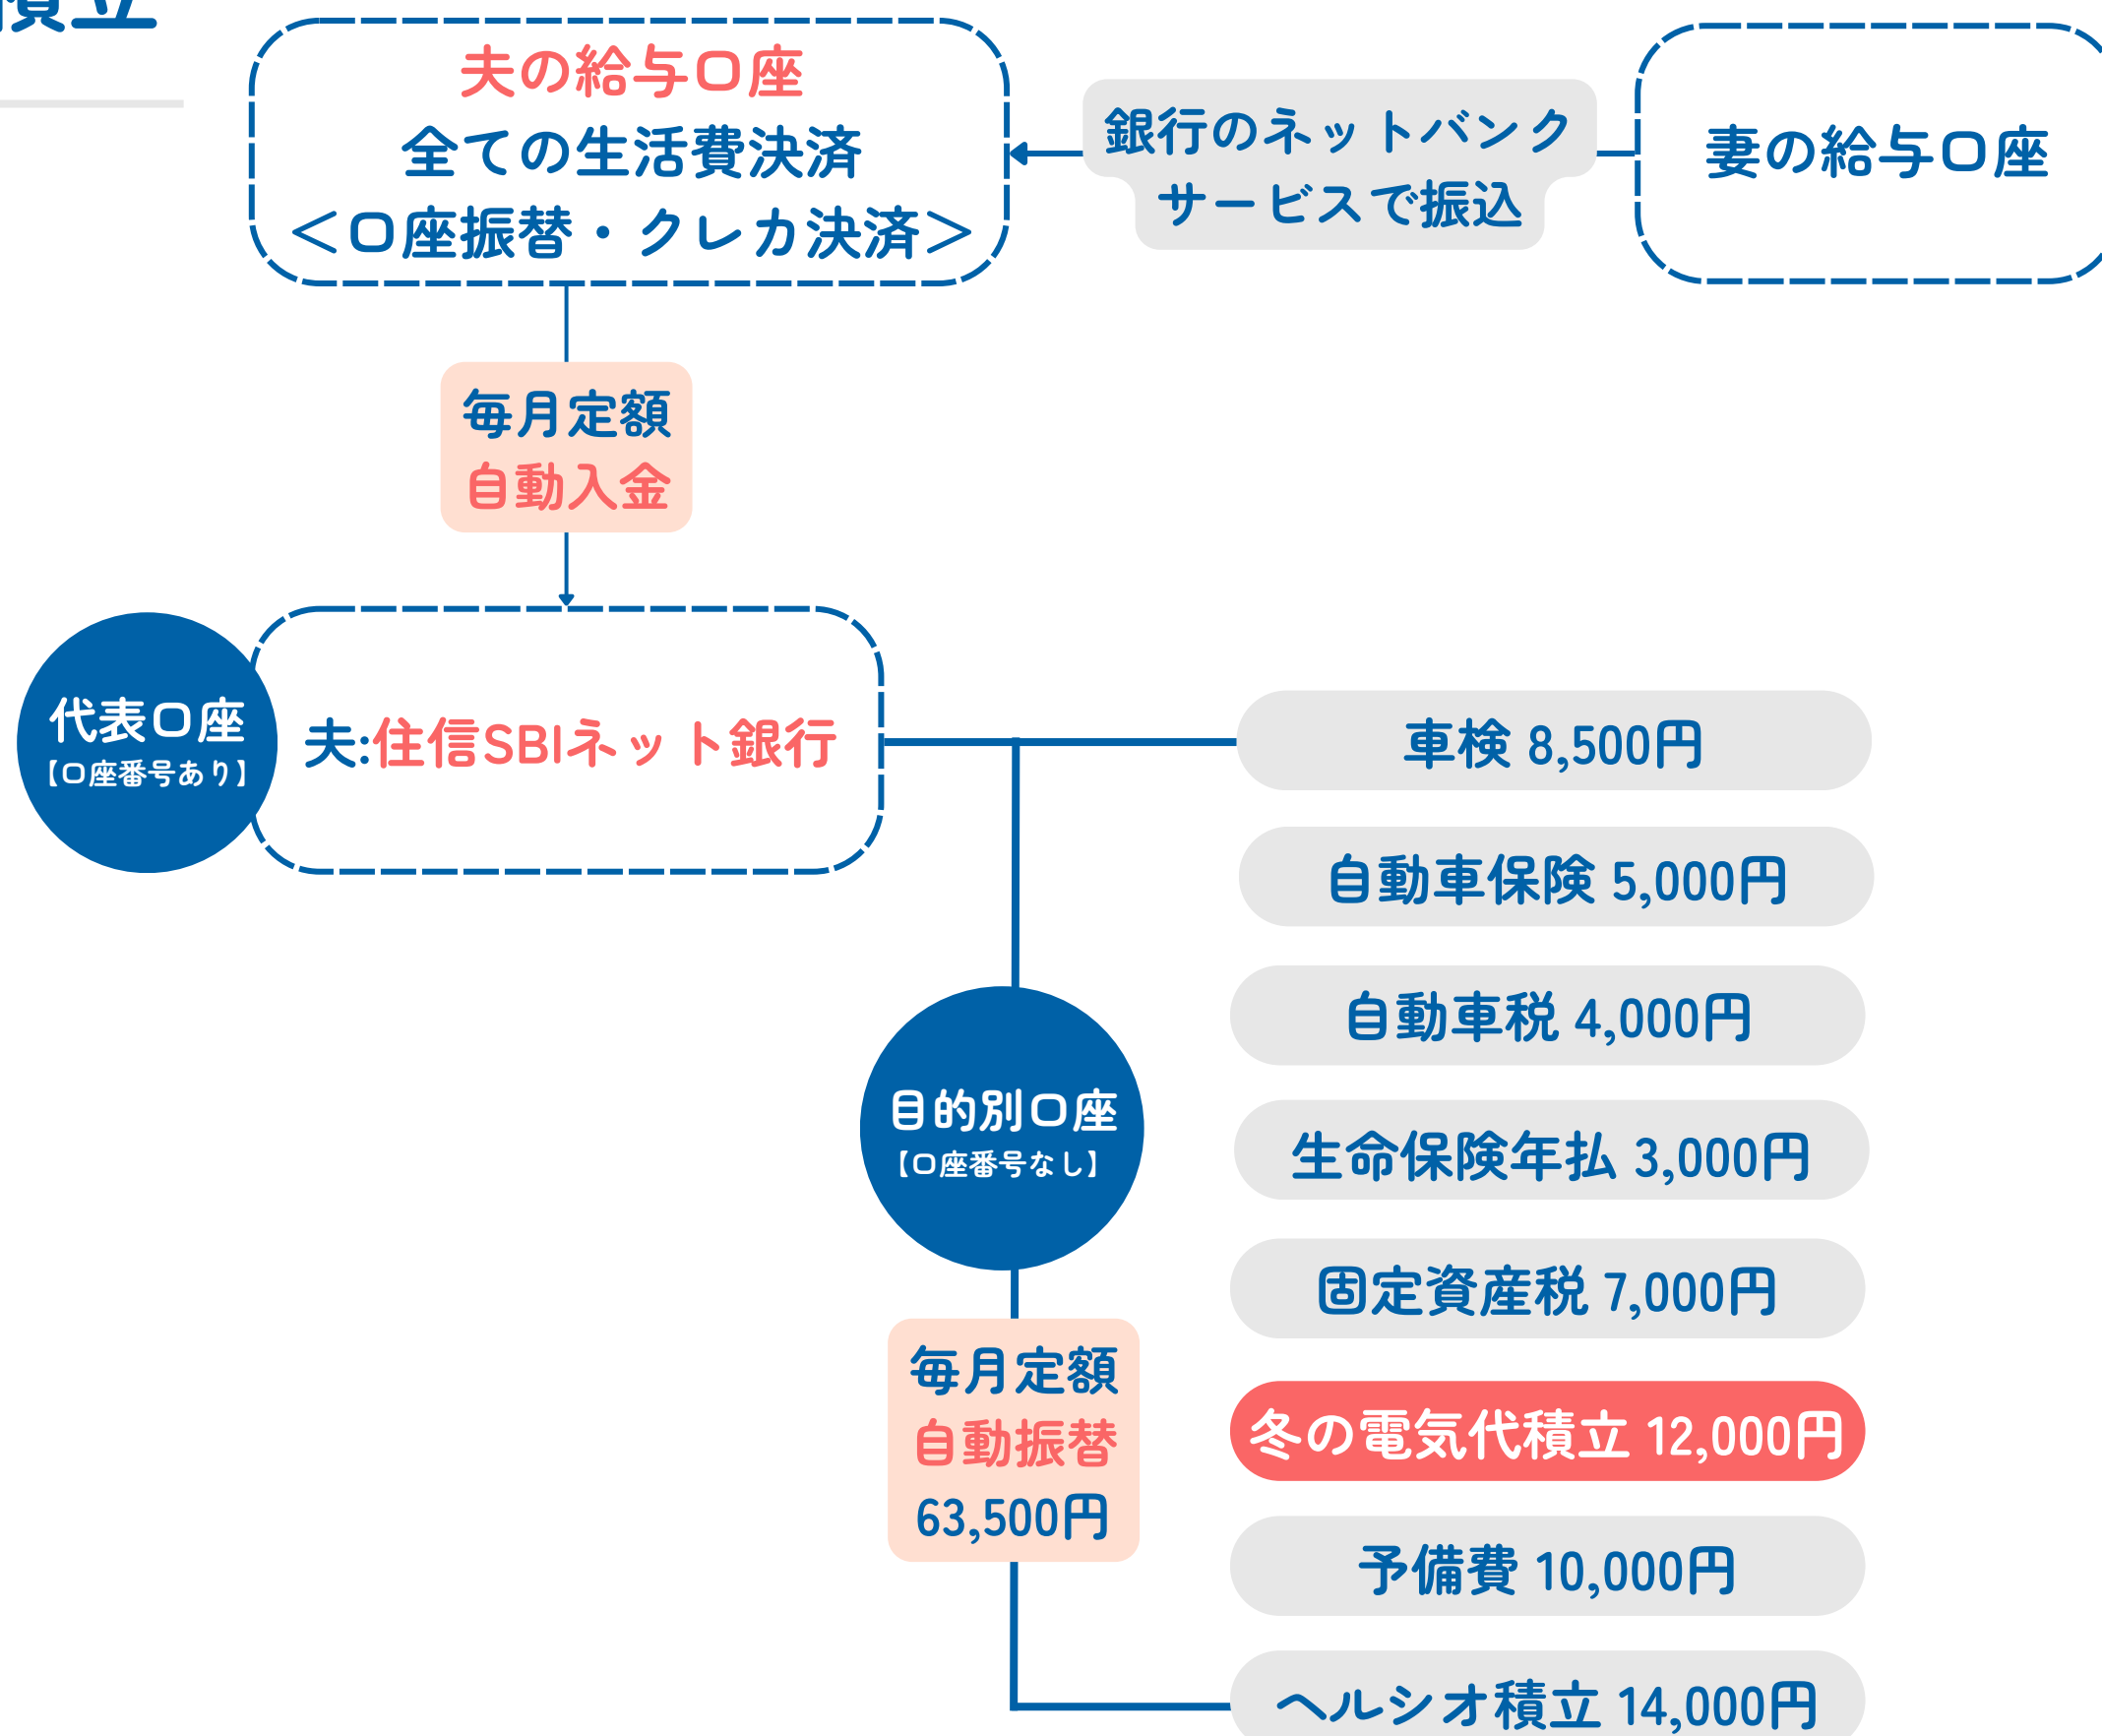 積立
夫の給与口座
全ての生活費決済
＜口座振替・クレカ決済＞
銀行のネットバンク
サービスで振込
妻の給与口座
毎月定額
自動入金
代表口座
【口座番号あり】
夫:住信SBIネット銀行
車検 8,500円
自動車保険 5,000円
自動車税 4,000円
目的別口座
【口座番号なし】
生命保険年払 3,000円
固定資産税 7,000円
毎月定額
自動振替
63,500円
冬の電気代積立 12,000円
予備費 10,000円
ヘルシオ積立 14,000円